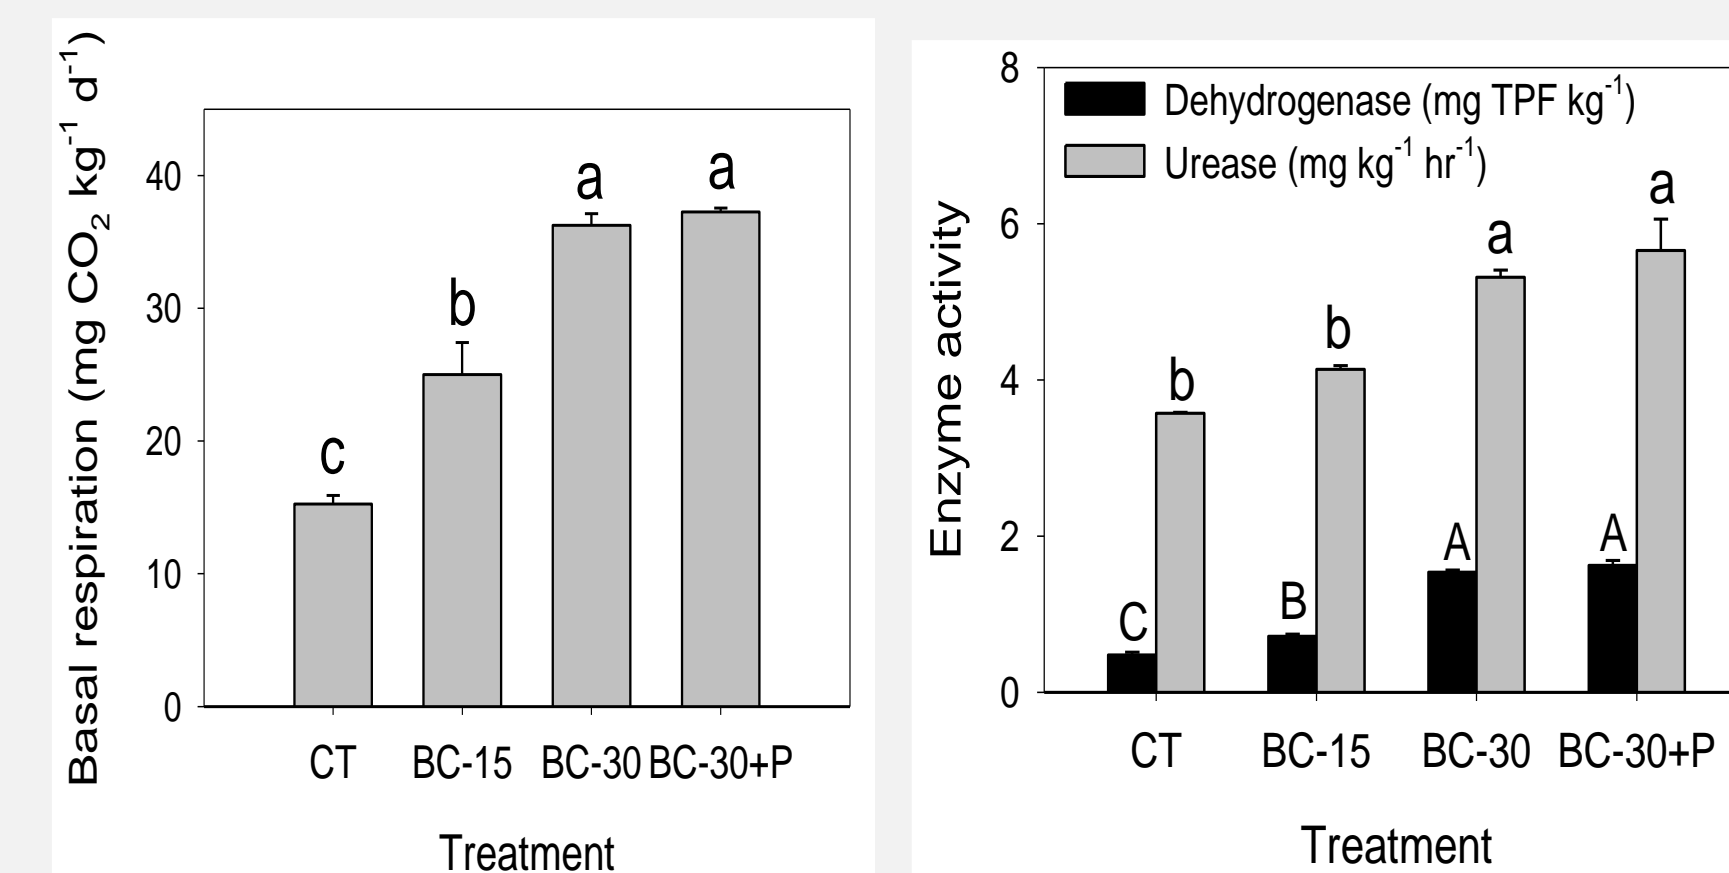 Basal respiration (mg CO₂ kg⁻¹ d⁻¹)
40
30
20
10
0
c
b
a
a
CT BC-15 BC-30 BC-30+P
Treatment
Enzyme activity
8
6
4
2
0
Dehydrogenase (mg TPF kg⁻¹)
Urease (mg kg⁻¹ hr⁻¹)
C
b
B
b
A
a
A
a
CT BC-15 BC-30 BC-30+P
Treatment